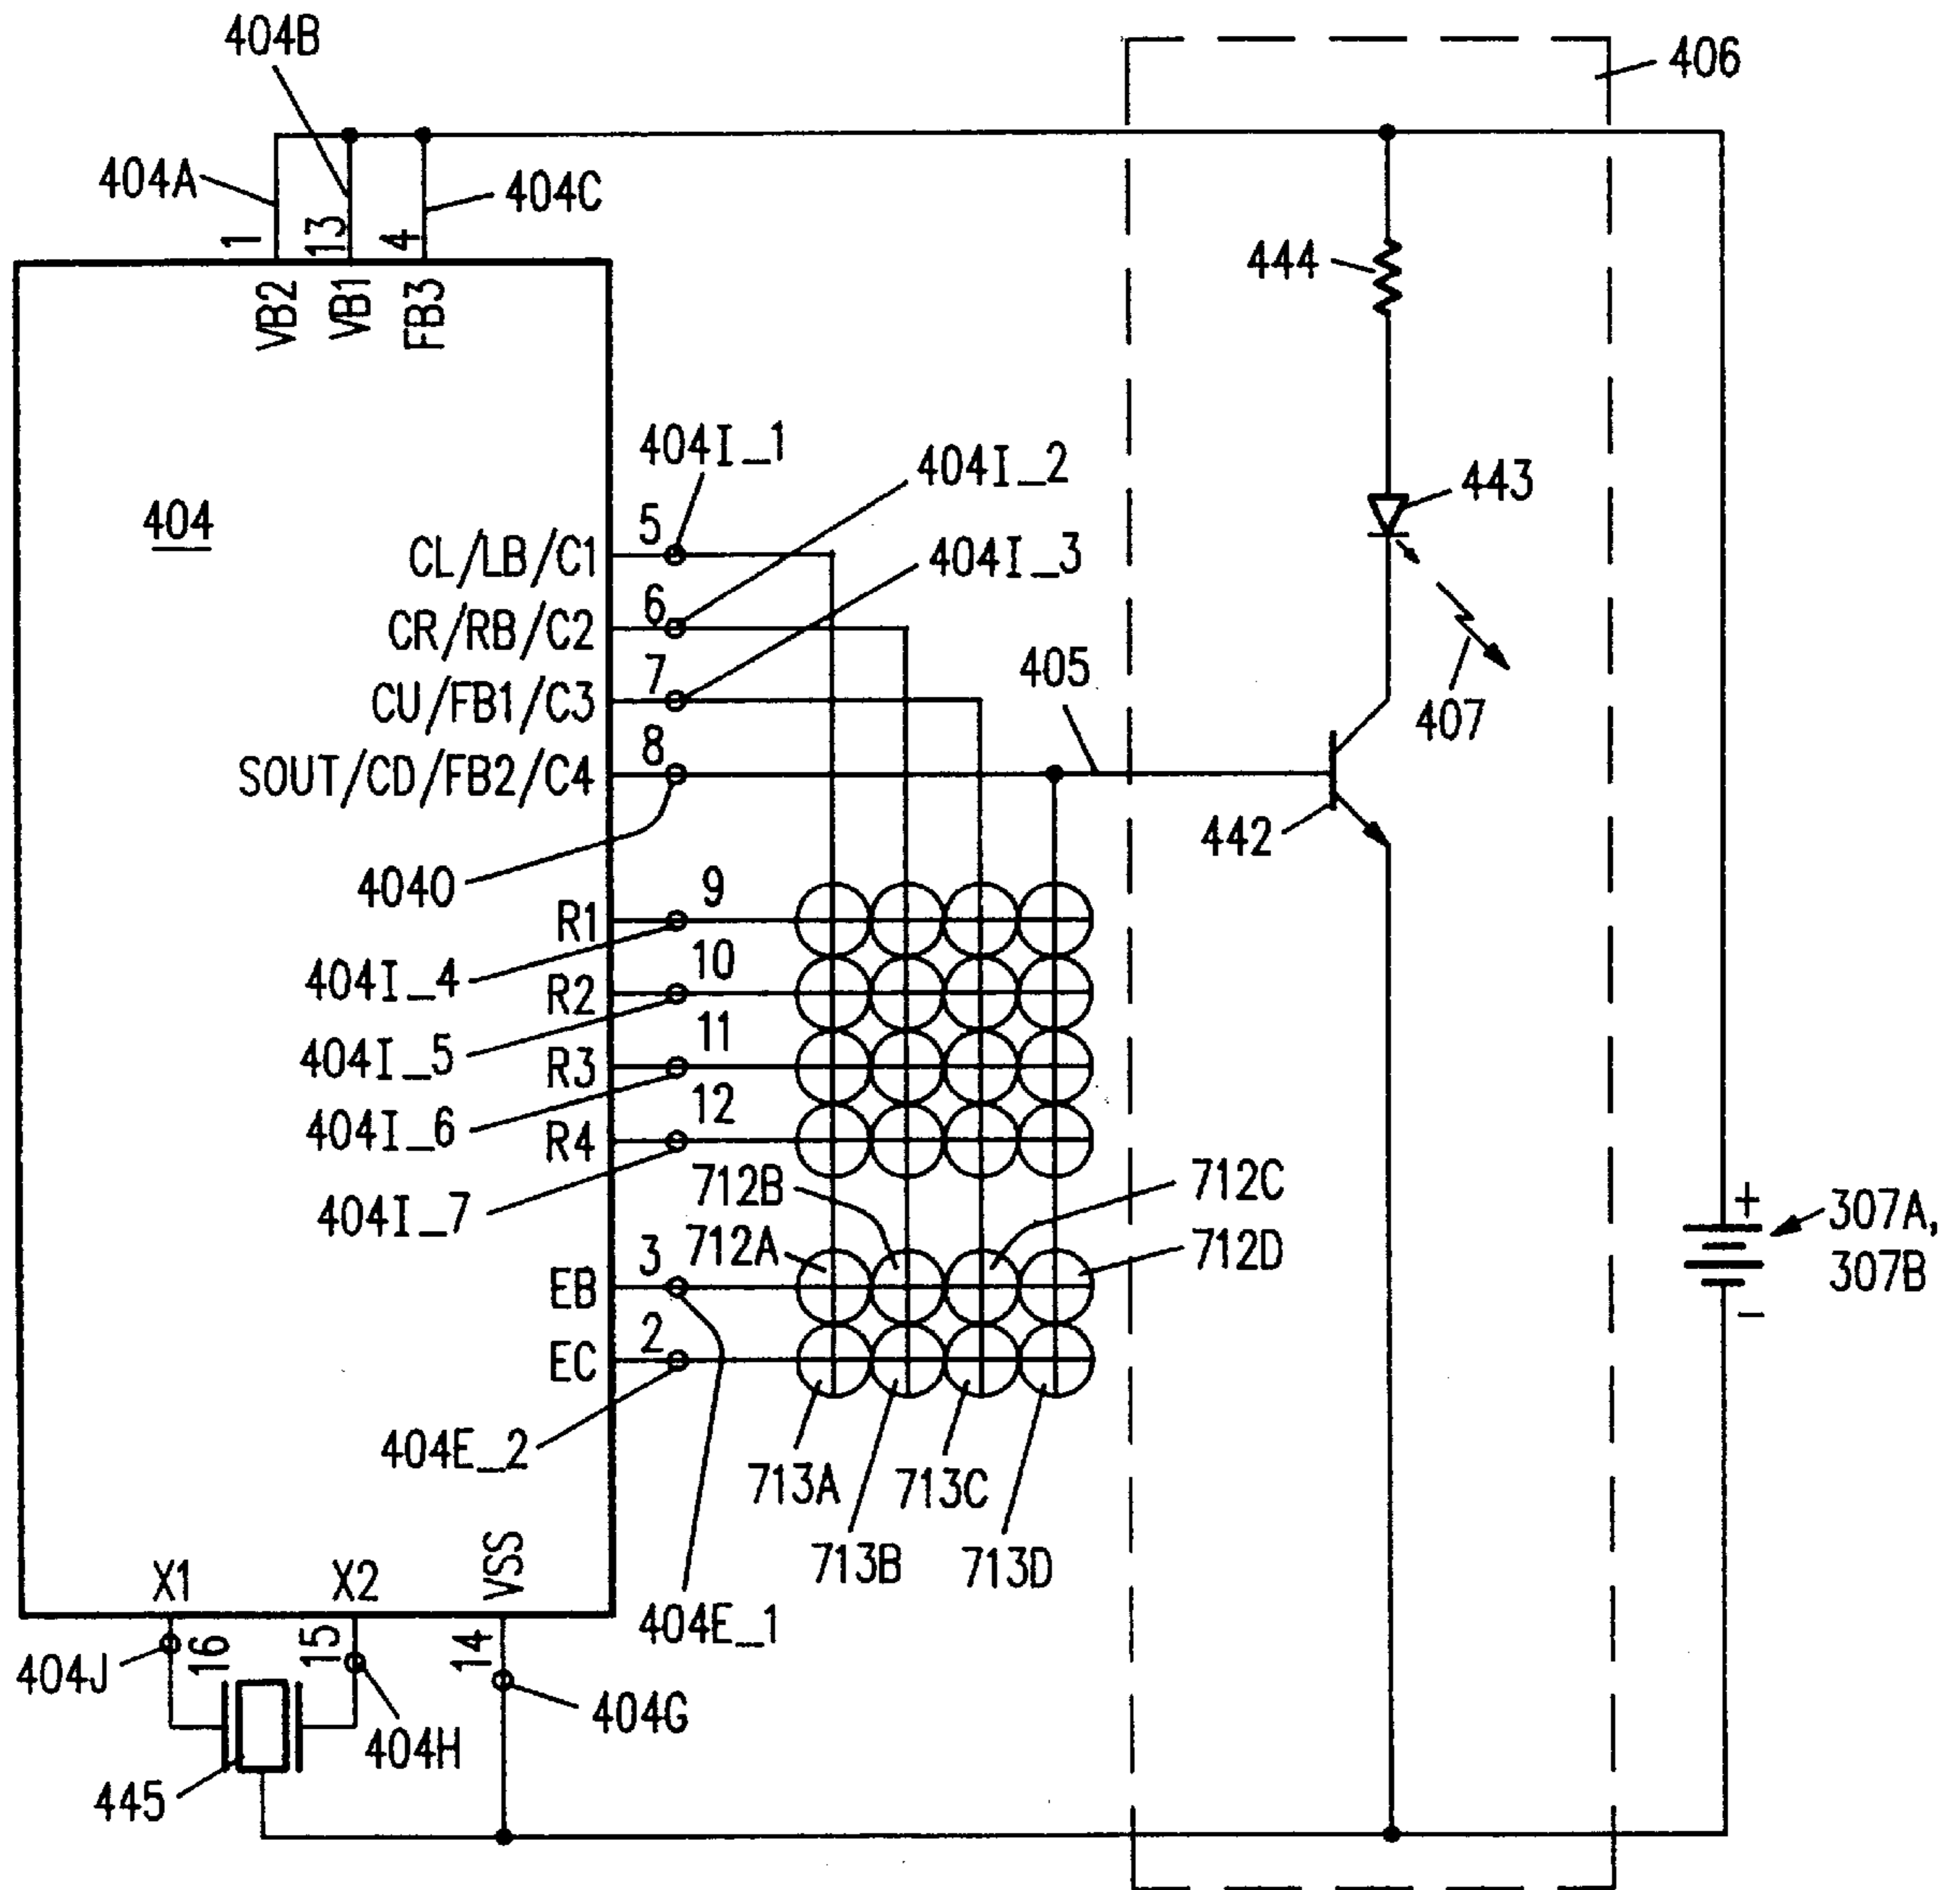 404B
406
404A
404C
1
13
4
VB2
VB1
FB3
444
404I_1
404I_2
443
404
5
404I_3
CL/LB/C1
6
CR/RB/C2
7
405
407
CU/FB1/C3
8
SOUT/CD/FB2/C4
442
4040
9
R1
404I_4
10
R2
404I_5
11
R3
404I_6
12
R4
404I_7
712B
712C
712A
712D
+
307A,
307B
-
3
EB
2
EC
404E_2
713A
713C
713B
713D
404E_1
X1
X2
VSS
16
15
14
404J
404H
404G
445